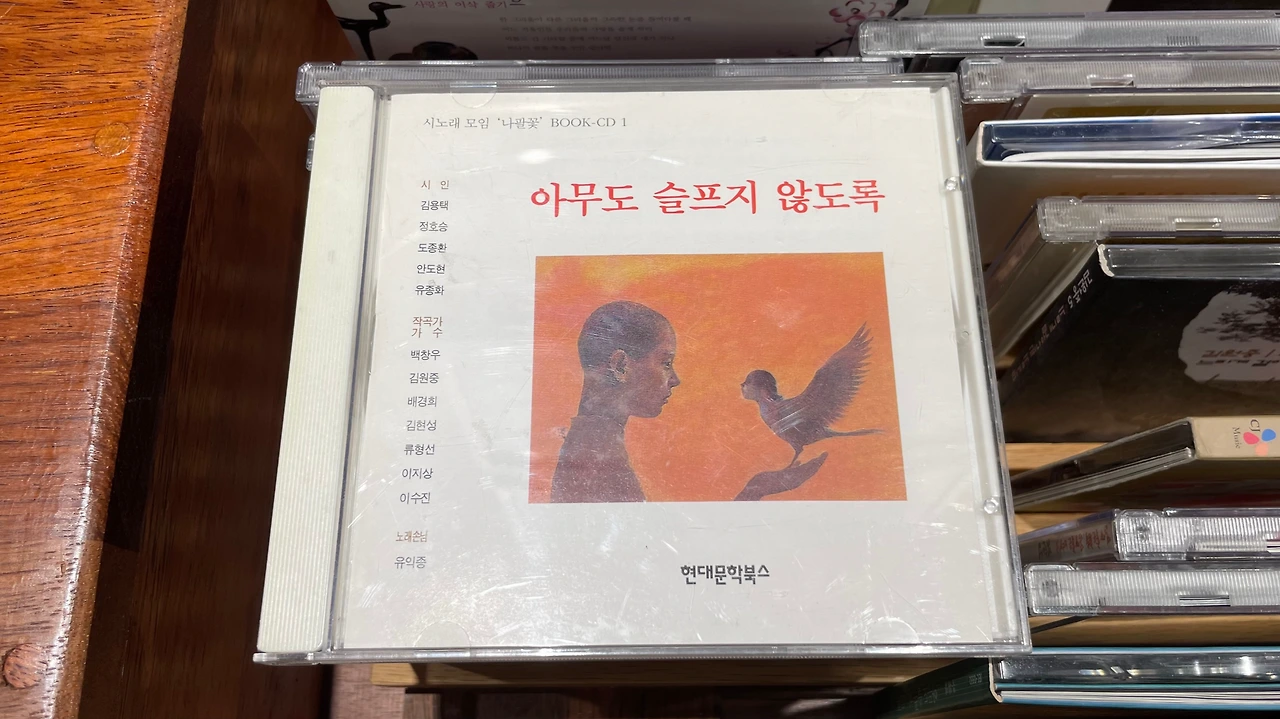 시노래 모임 '나팔꽃' BOOK-CD 1
아무도 슬프지 않도록
시 인
김용택
정호승
도종환
안도현
유종화
작곡가
가 수
백창우
김원중
배경희
김현성
류형선
이지상
이수진
노래손님
유익종
현대문학북스
CJ
Music